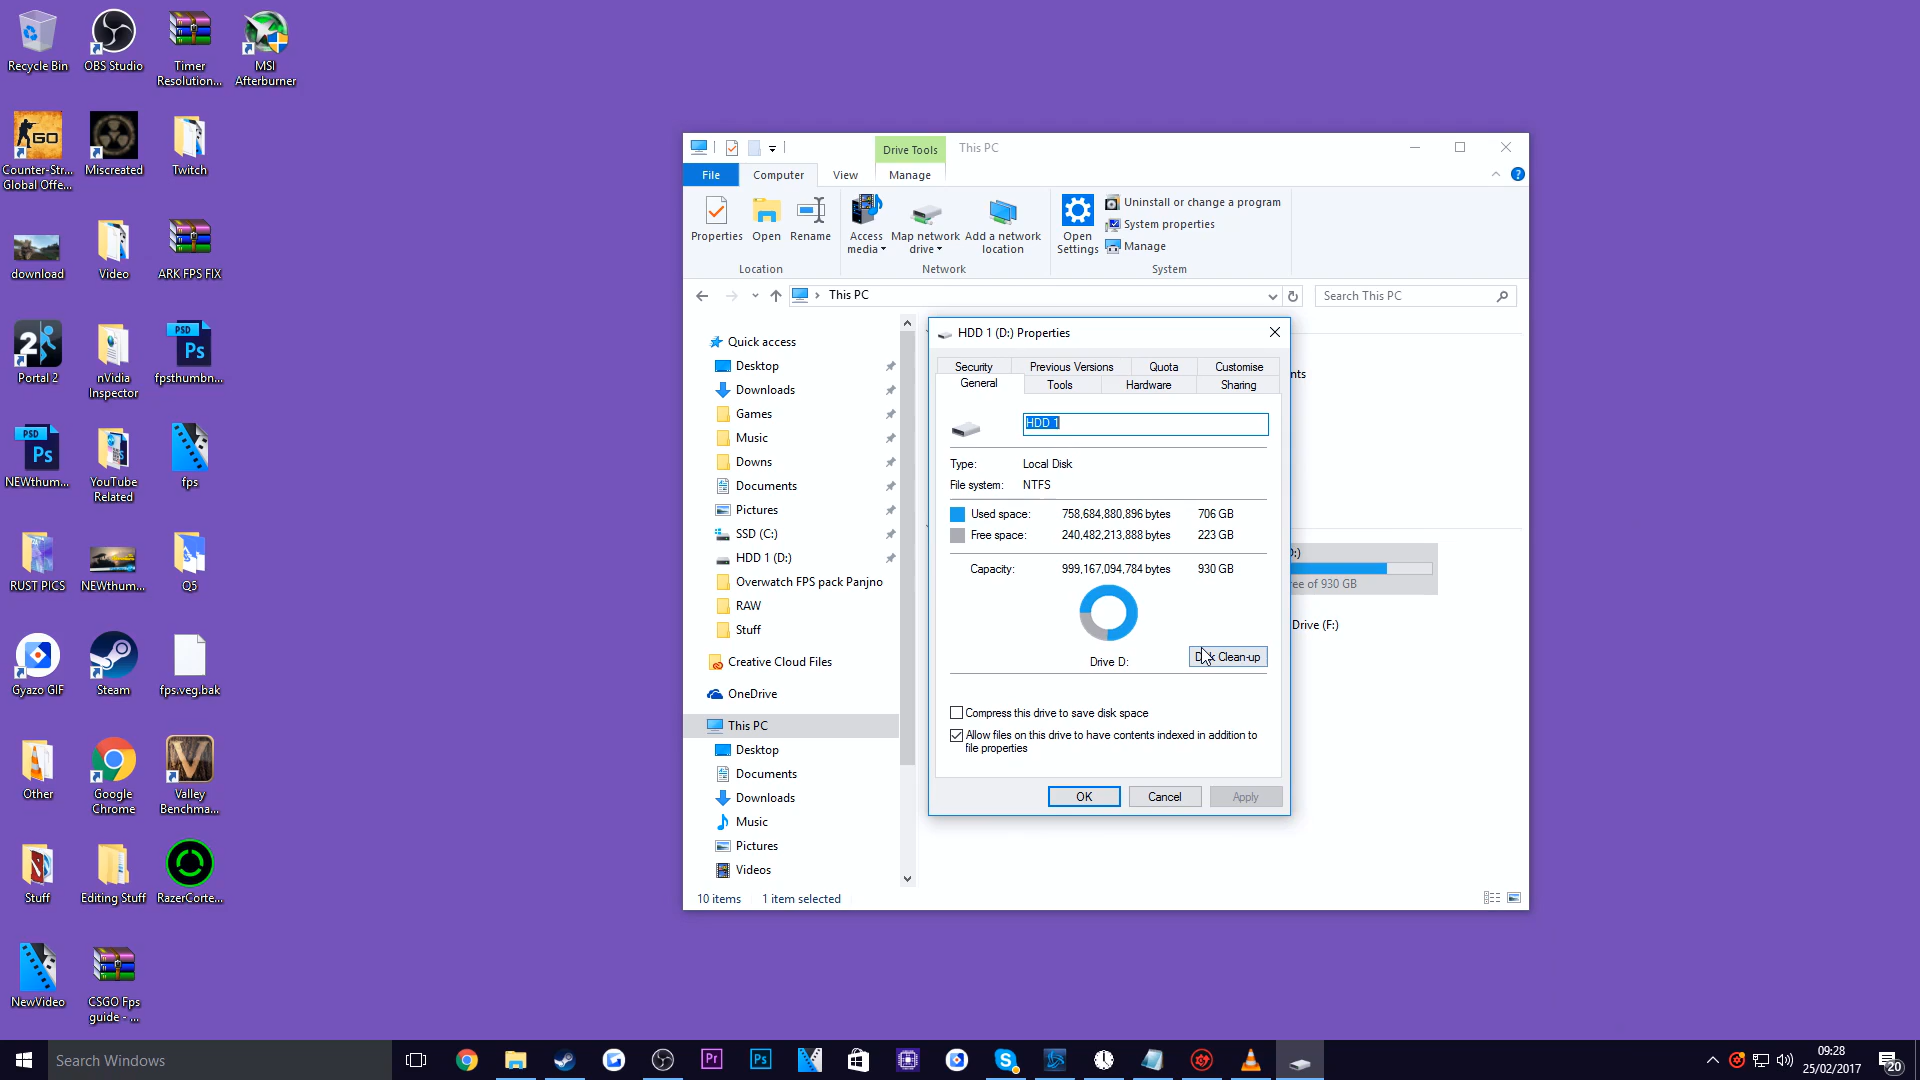 Recycle Bin
OBS Studio
Timer
Resolution...
MSI
Afterburner
GO
Counter-Str...
Global Offe...
Miscreated
Twitch
download
Video
ARK FPS FIX
2
Portal 2
nVidia
Inspector
PSD
Ps
fpsthumbn...
PSD
Ps
NEWthum...
YouTube
Related
fps
RUST PICS
NEWthum...
Q5
Gyazo GIF
Steam
fps.veg.bak
Other
Google
Chrome
Valley
Benchma...
Stuff
Editing Stuff
RazerCorte...
NewVideo
CSGO Fps
guide - ...
Drive Tools
This PC
File
Computer
View
Manage
Properties
Open
Rename
Access
media
Map network
drive
Add a network
location
Open
Settings
Uninstall or change a program
System properties
Manage
Location
Network
System
This PC
Search This PC
Quick access
Desktop
Downloads
Games
Music
Downs
Documents
Pictures
SSD (C:)
HDD 1 (D:)
Overwatch FPS pack Panjno
RAW
Stuff
Creative Cloud Files
OneDrive
This PC
Desktop
Documents
Downloads
Music
Pictures
Videos
10 items
1 item selected
HDD 1 (D:) Properties
Security
Previous Versions
Quota
Customise
General
Tools
Hardware
Sharing
HDD 1
Type: Local Disk
File system: NTFS
Used space: 758,684,880,896 bytes 706 GB
Free space: 240,482,213,888 bytes 223 GB
Capacity: 999,167,094,784 bytes 930 GB
Drive D:
Clean-up
Compress this drive to save disk space
Allow files on this drive to have contents indexed in addition to
file properties
OK
Cancel
Apply
nts
D:)
ree of 930 GB
Drive (F:)
Search Windows
Pr
Ps
S
09:28
25/02/2017
20